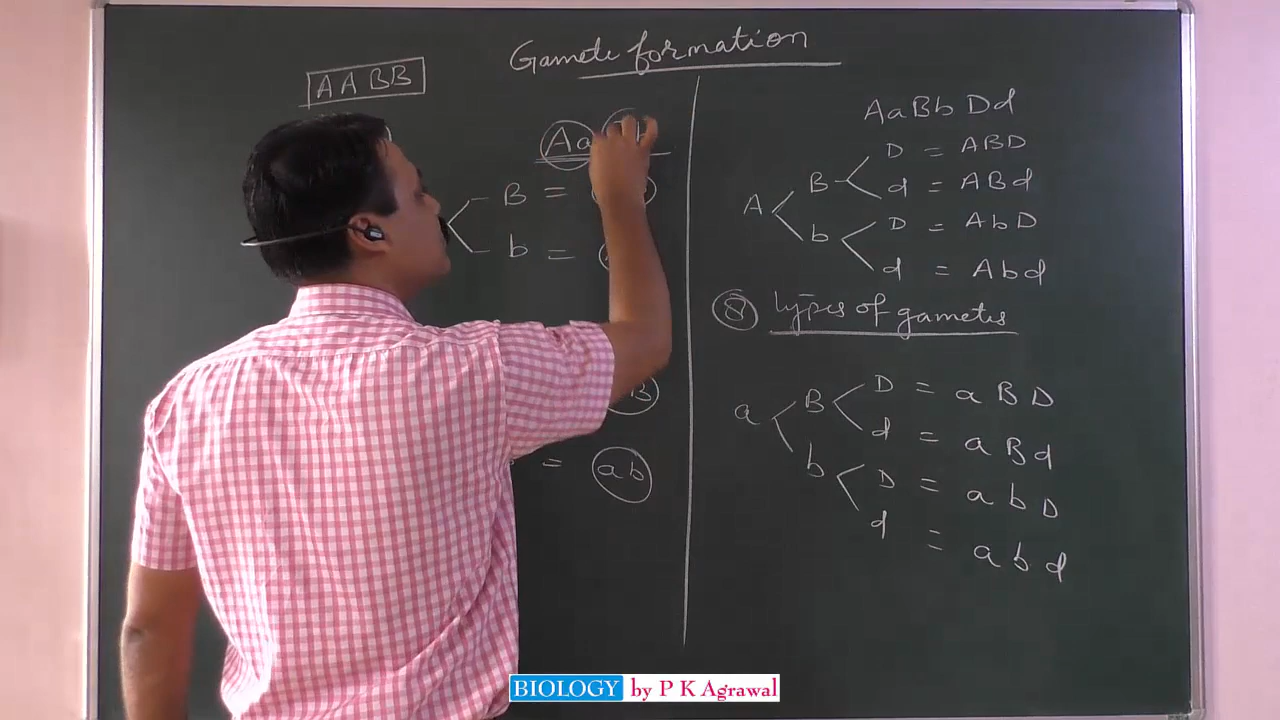 Gamete formation
AABB
Aa
B =
b =
B
= ab
AaBbDd
D = ABD
B
d = ABd
A
D = AbD
b
d = Abd
8 types of gametes
D = aBD
B
a
d = aBd
b
D = abD
d = abd
BIOLOGY by P K Agrawal